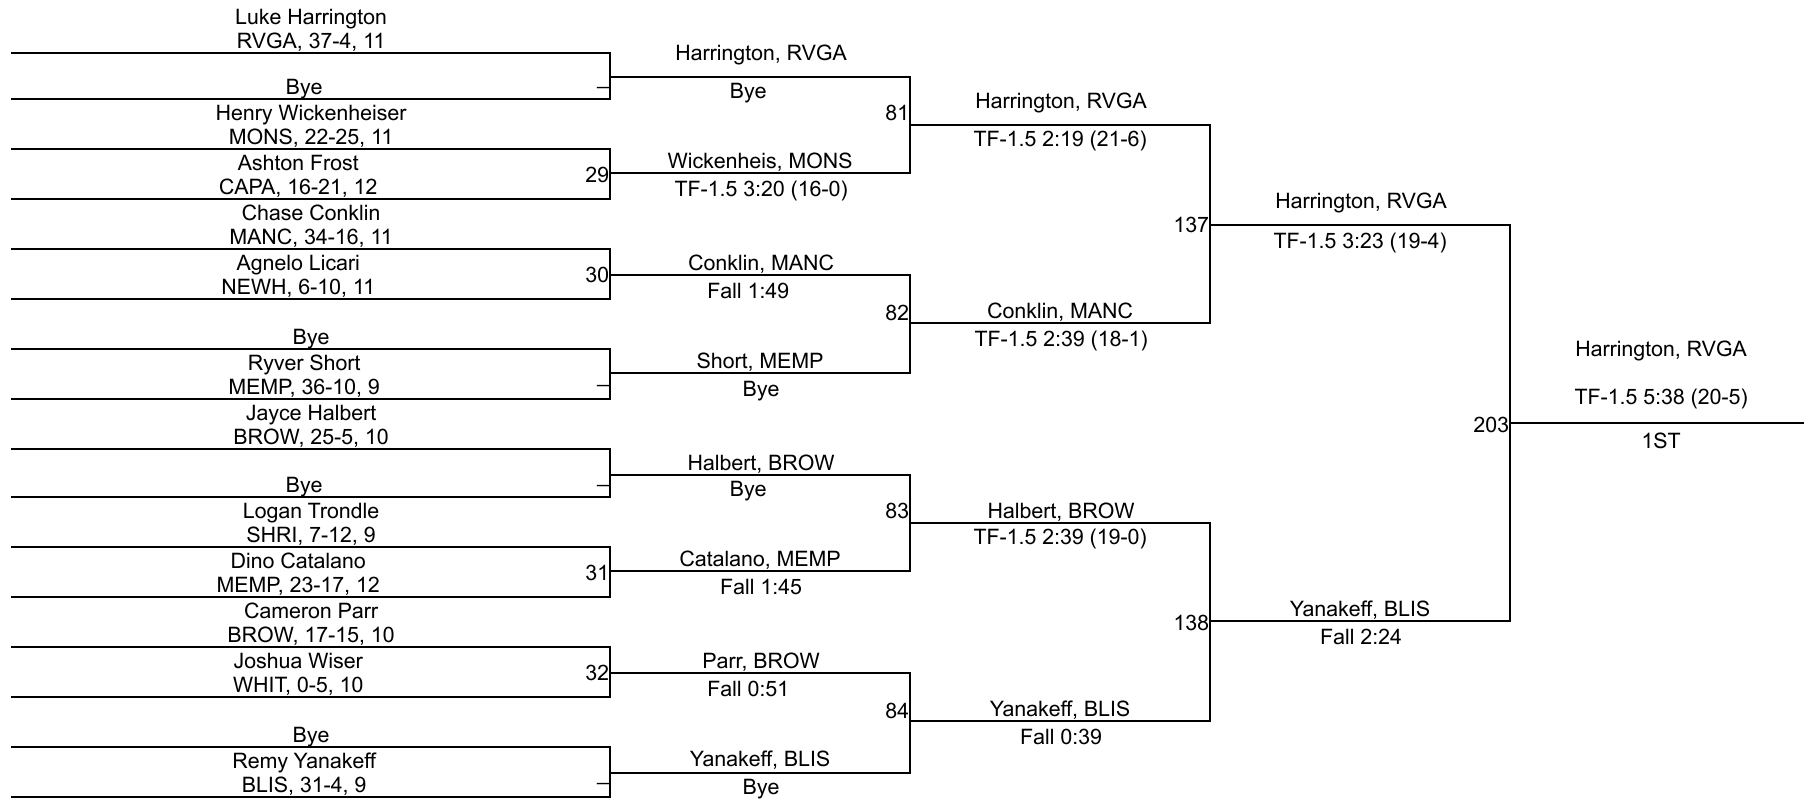 Luke Harrington
RVGA, 37-4, 11
Bye
Henry Wickenheiser
MONS, 22-25, 11
Ashton Frost
CAPA, 16-21, 12
Chase Conklin
MANC, 34-16, 11
Agnelo Licari
NEWH, 6-10, 11
Bye
Ryver Short
MEMP, 36-10, 9
Jayce Halbert
BROW, 25-5, 10
Bye
Logan Trondle
SHRI, 7-12, 9
Dino Catalano
MEMP, 23-17, 12
Cameron Parr
BROW, 17-15, 10
Joshua Wiser
WHIT, 0-5, 10
Bye
Remy Yanakeff
BLIS, 31-4, 9
–
29
30
–
–
31
32
–
Harrington, RVGA
Bye
Wickenheis, MONS
TF-1.5 3:20 (16-0)
Conklin, MANC
Fall 1:49
Short, MEMP
Bye
Halbert, BROW
Bye
Catalano, MEMP
Fall 1:45
Parr, BROW
Fall 0:51
Yanakeff, BLIS
Bye
81
82
83
84
Harrington, RVGA
TF-1.5 2:19 (21-6)
Conklin, MANC
TF-1.5 2:39 (18-1)
Halbert, BROW
TF-1.5 2:39 (19-0)
Yanakeff, BLIS
Fall 0:39
137
138
Harrington, RVGA
TF-1.5 3:23 (19-4)
Yanakeff, BLIS
Fall 2:24
203
Harrington, RVGA
TF-1.5 5:38 (20-5)
1ST